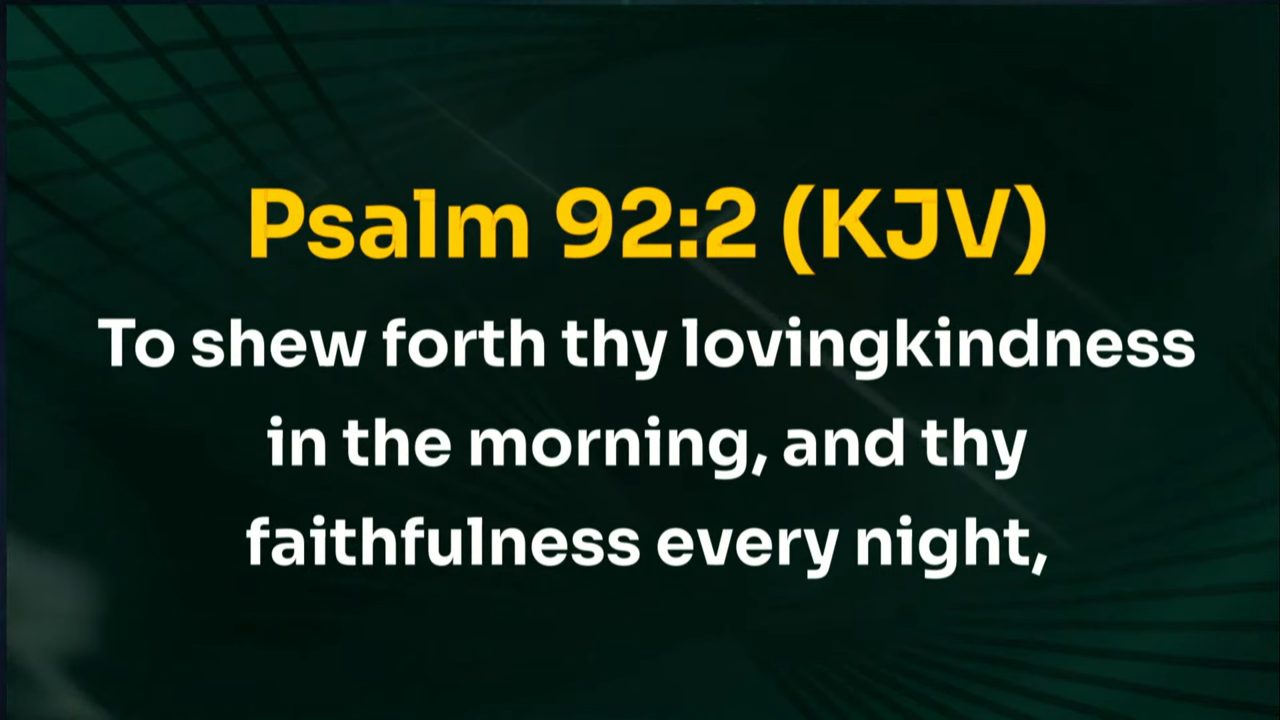 Psalm 92:2 (KJV)
To shew forth thy lovingkindness
in the morning, and thy
faithfulness every night,